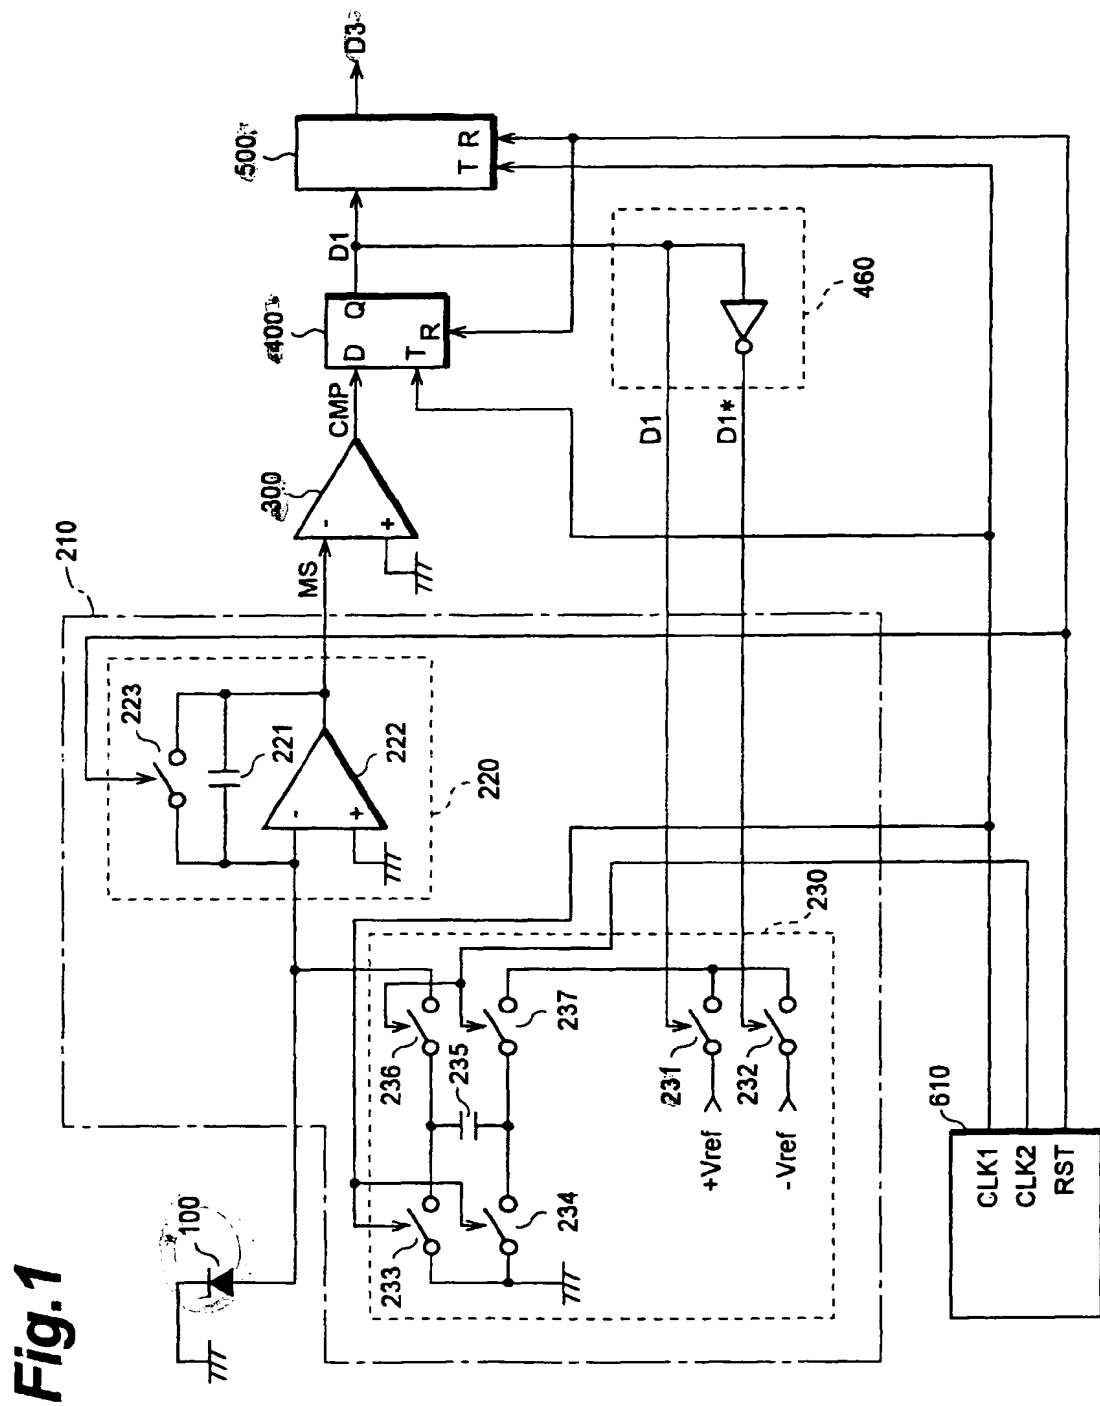 Fig.1
100
210
223
221
222
220
MS
300
-
+
CMP
400
D
Q
T
R
D1
500
T
R
D3
460
D1
D1*
-
+
230
233
234
235
236
237
231
232
+Vref
-Vref
610
CLK1
CLK2
RST